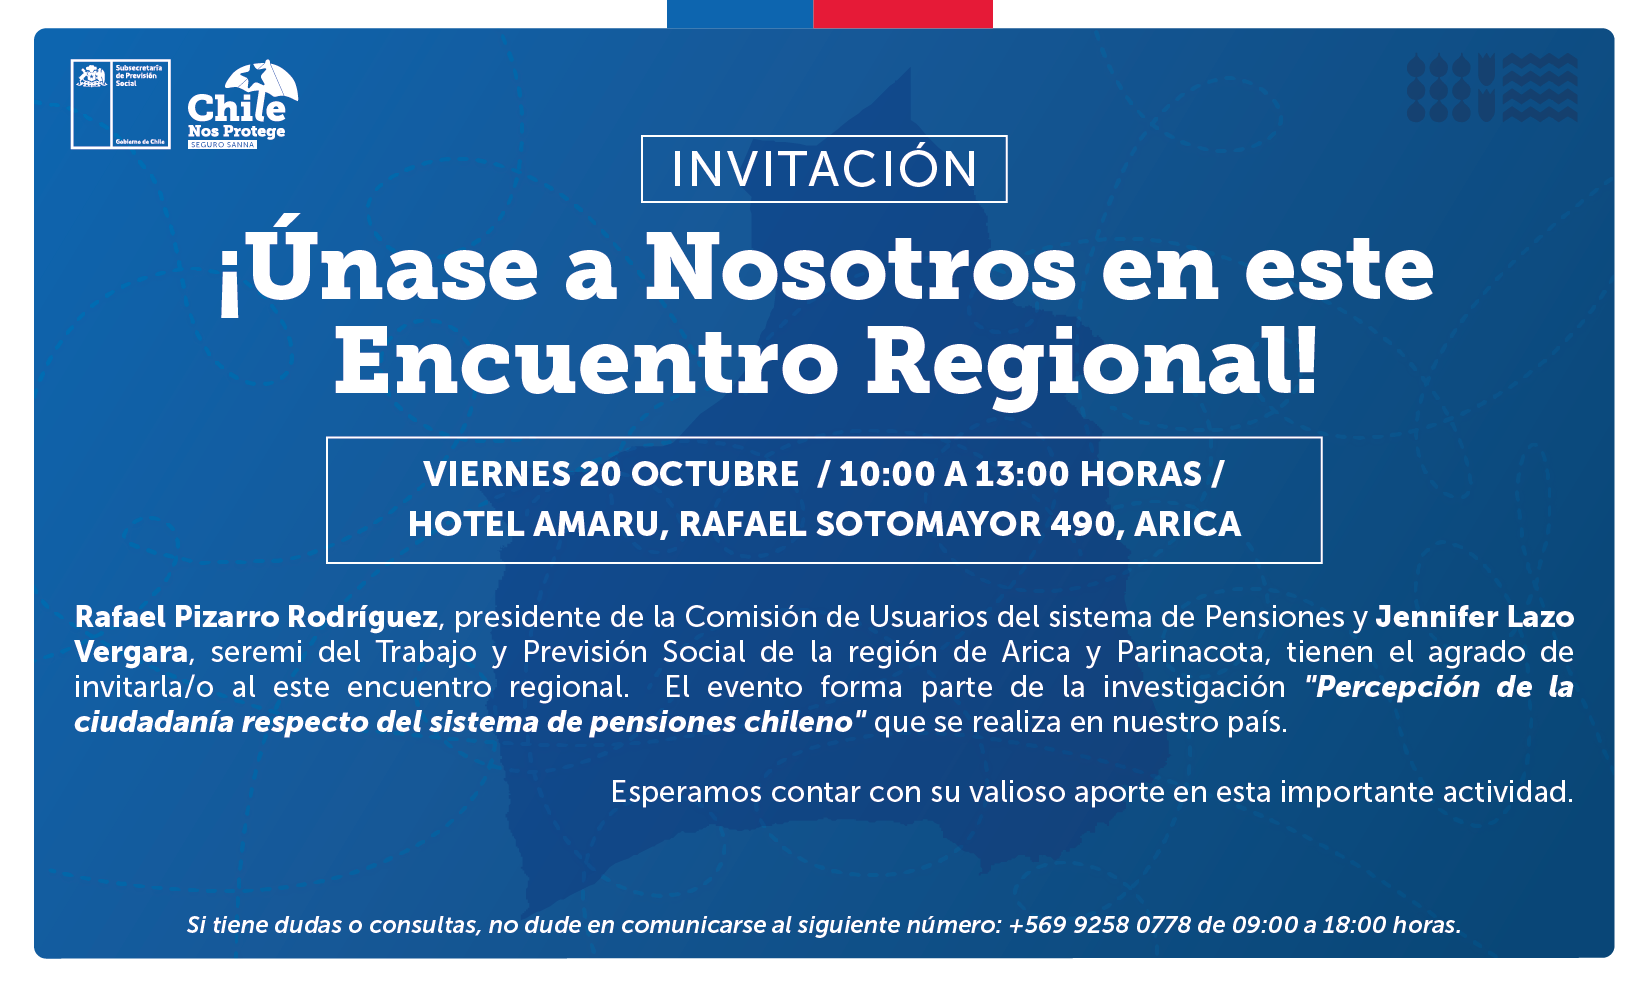 Subsecretaría
de Previsión
Social
Gobierno de Chile
Chile
Nos Protege
SEGURO SANNA
INVITACIÓN
¡Únase a Nosotros en este
Encuentro Regional!
VIERNES 20 OCTUBRE / 10:00 A 13:00 HORAS /
HOTEL AMARU, RAFAEL SOTOMAYOR 490, ARICA
Rafael Pizarro Rodríguez, presidente de la Comisión de Usuarios del sistema de Pensiones y Jennifer Lazo
Vergara, seremi del Trabajo y Previsión Social de la región de Arica y Parinacota, tienen el agrado de
invitarla/o al este encuentro regional. El evento forma parte de la investigación "Percepción de la
ciudadanía respecto del sistema de pensiones chileno" que se realiza en nuestro país.
Esperamos contar con su valioso aporte en esta importante actividad.
Si tiene dudas o consultas, no dude en comunicarse al siguiente número: +569 9258 0778 de 09:00 a 18:00 horas.